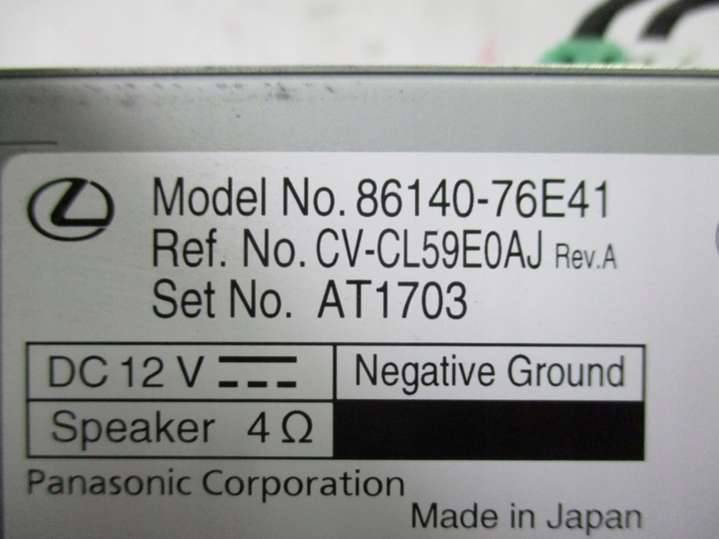 Model No. 86140-76E41
Ref. No. CV-CL59E0AJ Rev.A
Set No. AT1703
DC 12 V
Negative Ground
Speaker 4 Ω
Panasonic Corporation
Made in Japan